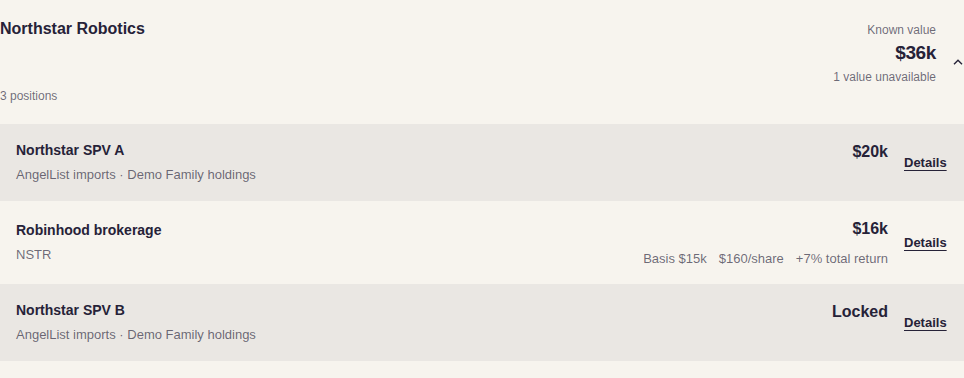 Northstar Robotics
Known value
$36k
1 value unavailable
3 positions
Northstar SPV A
$20k
Details
AngelList imports · Demo Family holdings
Robinhood brokerage
$16k
Details
NSTR
Basis $15k $160/share +7% total return
Northstar SPV B
Locked
Details
AngelList imports · Demo Family holdings